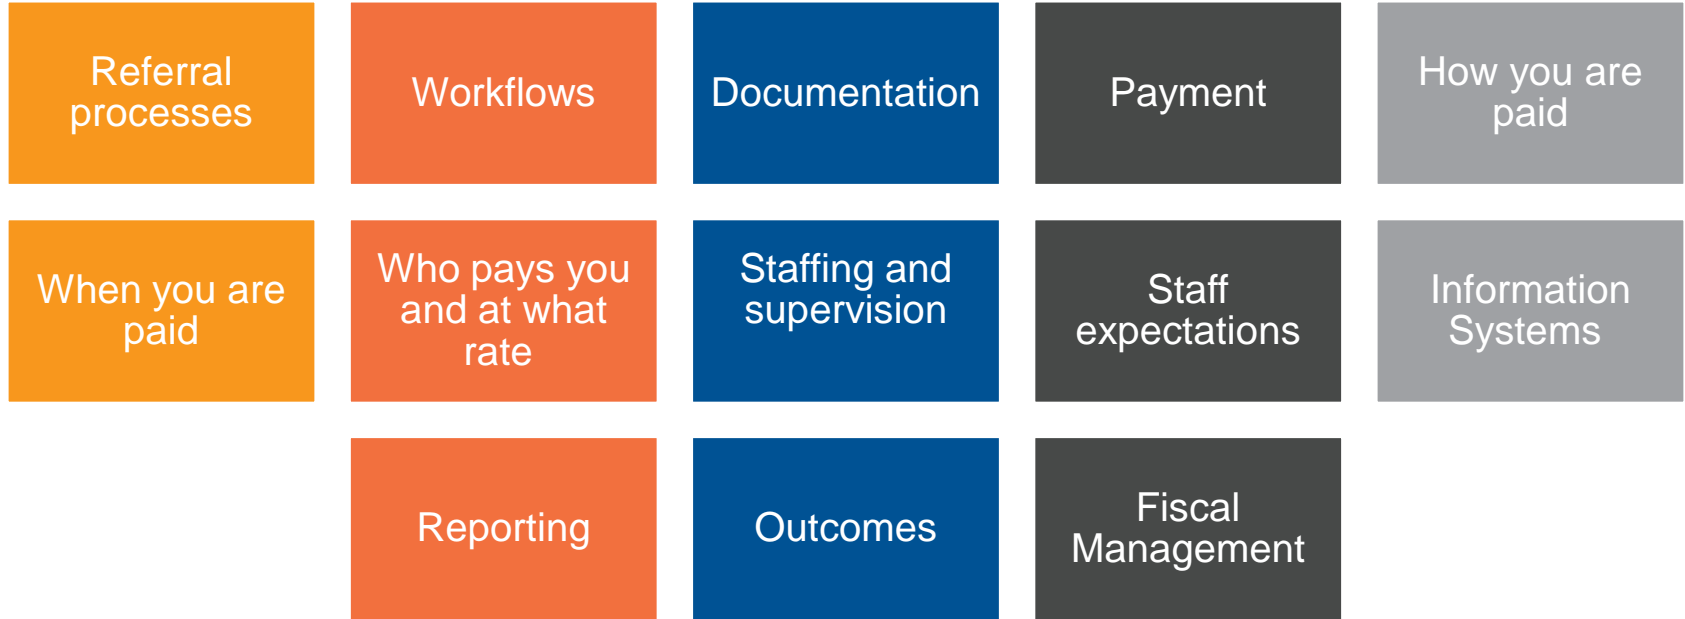 Referral
processes
Workflows
Documentation
Payment
How you are
paid
When you are
paid
Who pays you
and at what
rate
Staffing and
supervision
Staff
expectations
Information
Systems
Reporting
Outcomes
Fiscal
Management